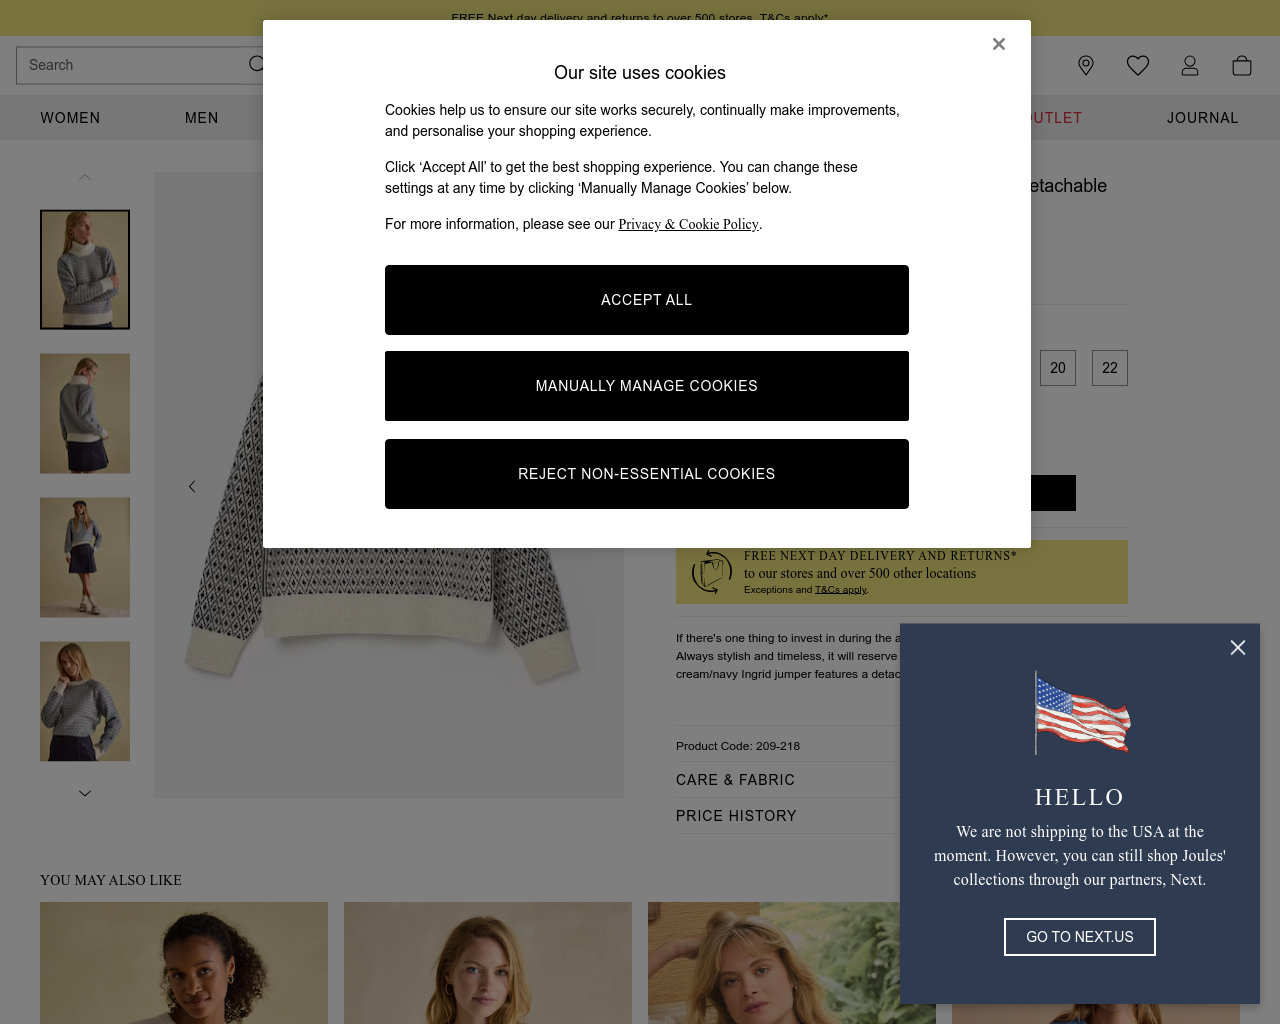 FREE Next day delivery and returns to over 500 stores. T&Cs apply*
Search
WOMEN
MEN
OUTLET
JOURNAL
Our site uses cookies
Cookies help us to ensure our site works securely, continually make improvements,
and personalise your shopping experience.
Click ‘Accept All’ to get the best shopping experience. You can change these
settings at any time by clicking ‘Manually Manage Cookies’ below.
For more information, please see our Privacy & Cookie Policy.
ACCEPT ALL
MANUALLY MANAGE COOKIES
REJECT NON-ESSENTIAL COOKIES
etachable
20
22
FREE NEXT DAY DELIVERY AND RETURNS*
to our stores and over 500 other locations
Exceptions and T&Cs apply.
If there's one thing to invest in during the
Always stylish and timeless, it will reserve
cream/navy Ingrid jumper features a
Product Code: 209-218
CARE & FABRIC
PRICE HISTORY
HELLO
We are not shipping to the USA at the
moment. However, you can still shop Joules'
collections through our partners, Next.
GO TO NEXT.US
YOU MAY ALSO LIKE